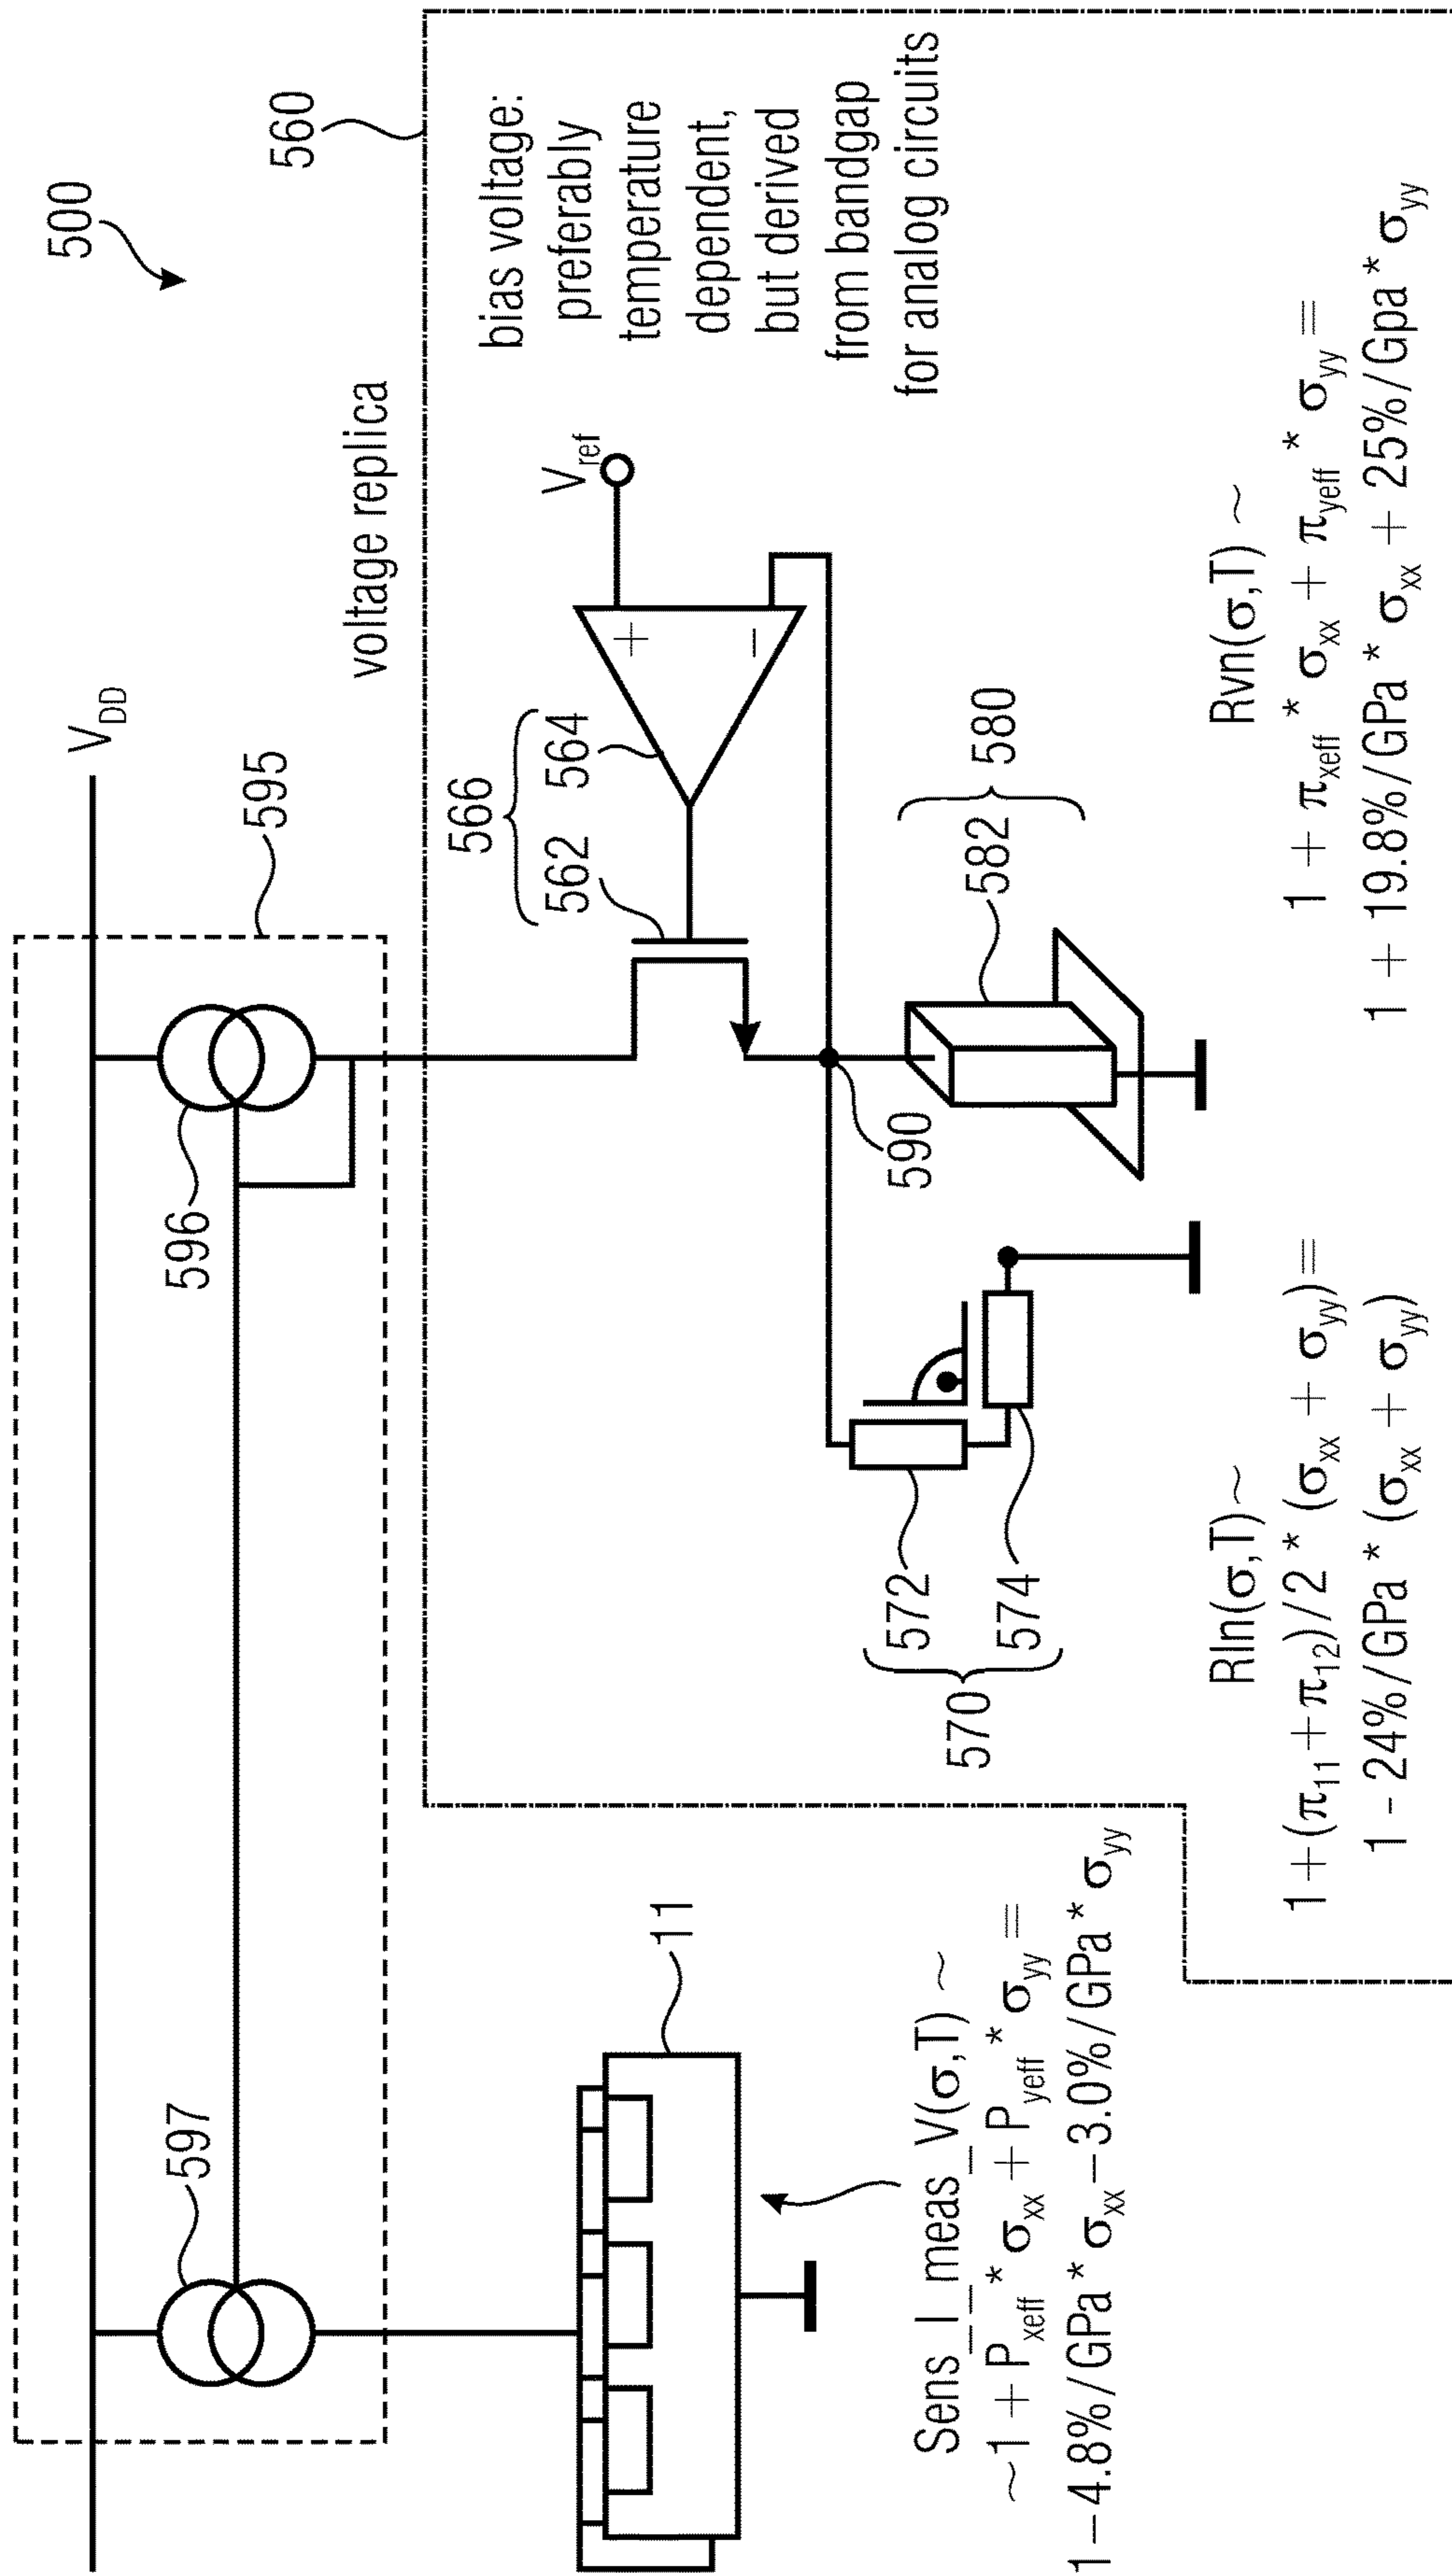 500
V_DD
595
596
597
voltage replica
560
bias voltage:
preferably
temperature
dependent,
but derived
from bandgap
for analog circuits
566
562 564
V_ref
+
−
590
582 580
572
574
570
11
Sens_I_meas_V(σ,T) ~
~1 + P_xeff * σ_xx + P_yeff * σ_yy =
1−4.8%/GPa * σ_xx −3.0%/GPa * σ_yy
Rln(σ,T)~
1+(π_11+π_12)/2 * (σ_xx + σ_yy)=
1 - 24%/GPa * (σ_xx + σ_yy)
Rvn(σ,T) ~
1 + π_xeff * σ_xx + π_yeff * σ_yy =
1 + 19.8%/GPa * σ_xx + 25%/Gpa * σ_yy